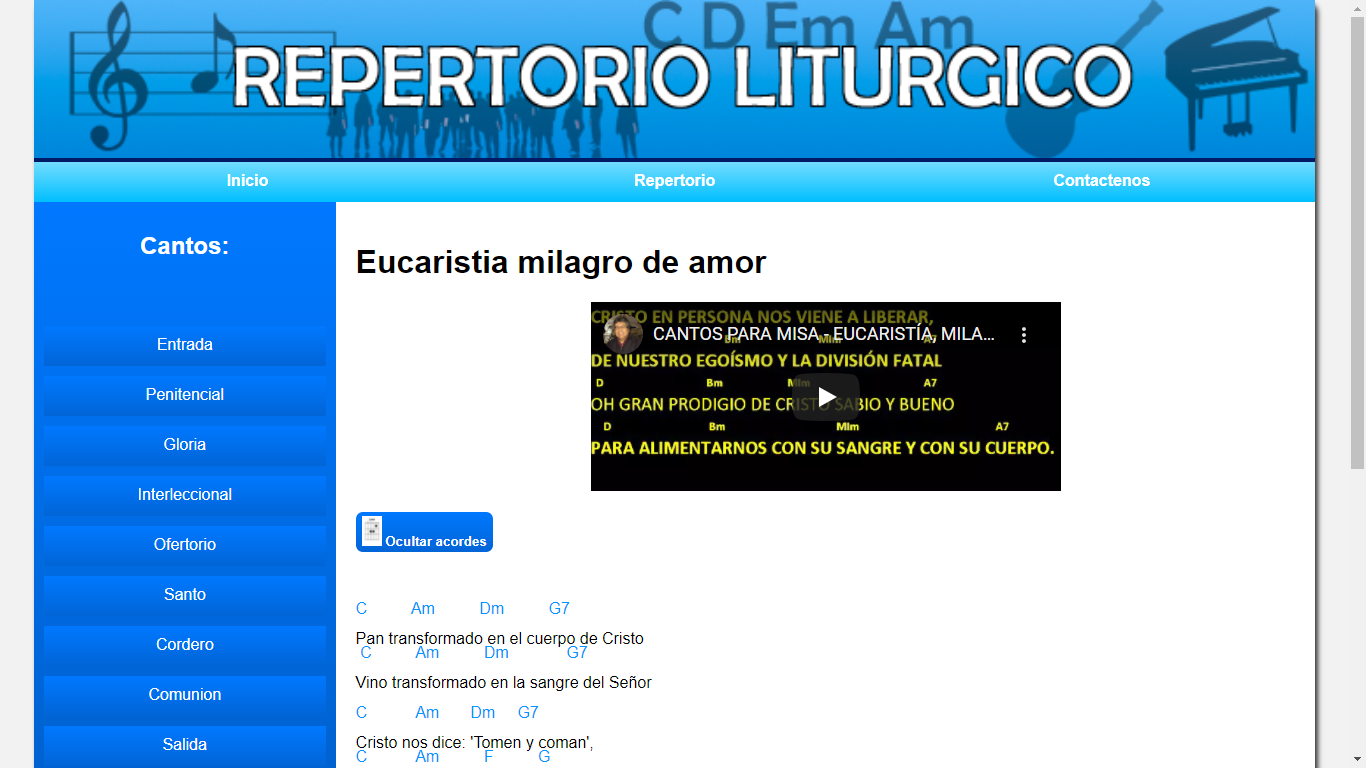 C D Em Am
REPERTORIO LITURGICO
Inicio Repertorio Contactenos
Cantos:
Entrada
Penitencial
Gloria
Interleccional
Ofertorio
Santo
Cordero
Comunion
Salida
Eucaristia milagro de amor
CRISTO EN PERSONA NOS VIENE A LIBERAR,
CANTOS PARA MISA - EUCARISTÍA, MILA...
Bm MIm A7
DE NUESTRO EGOÍSMO Y LA DIVISIÓN FATAL
D Bm MIm A7
OH GRAN PRODIGIO DE CRISTO SABIO Y BUENO
D Bm MIm A7
PARA ALIMENTARNOS CON SU SANGRE Y CON SU CUERPO.
Ocultar acordes
C Am Dm G7
Pan transformado en el cuerpo de Cristo
C Am Dm G7
Vino transformado en la sangre del Señor
C Am Dm G7
Cristo nos dice: 'Tomen y coman',
C Am F G